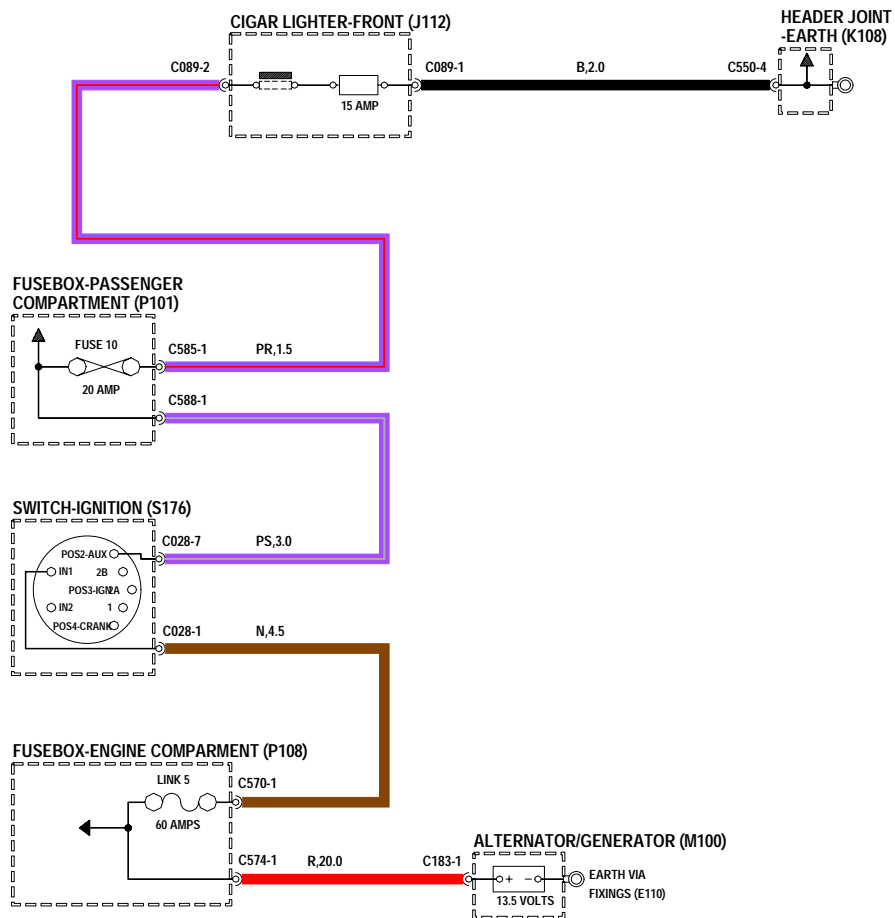 CIGAR LIGHTER-FRONT (J112)
HEADER JOINT
-EARTH (K108)
C089-2
C089-1
B,2.0
C550-4
15 AMP
FUSEBOX-PASSENGER
COMPARTMENT (P101)
FUSE 10
C585-1
PR,1.5
20 AMP
C588-1
SWITCH-IGNITION (S176)
C028-7
PS,3.0
POS2-AUX
IN1
2B
POS3-IGN
2A
IN2
1
POS4-CRANK
C028-1
N,4.5
FUSEBOX-ENGINE COMPARMENT (P108)
LINK 5
C570-1
60 AMPS
ALTERNATOR/GENERATOR (M100)
C574-1
R,20.0
C183-1
+
-
EARTH VIA
FIXINGS (E110)
13.5 VOLTS